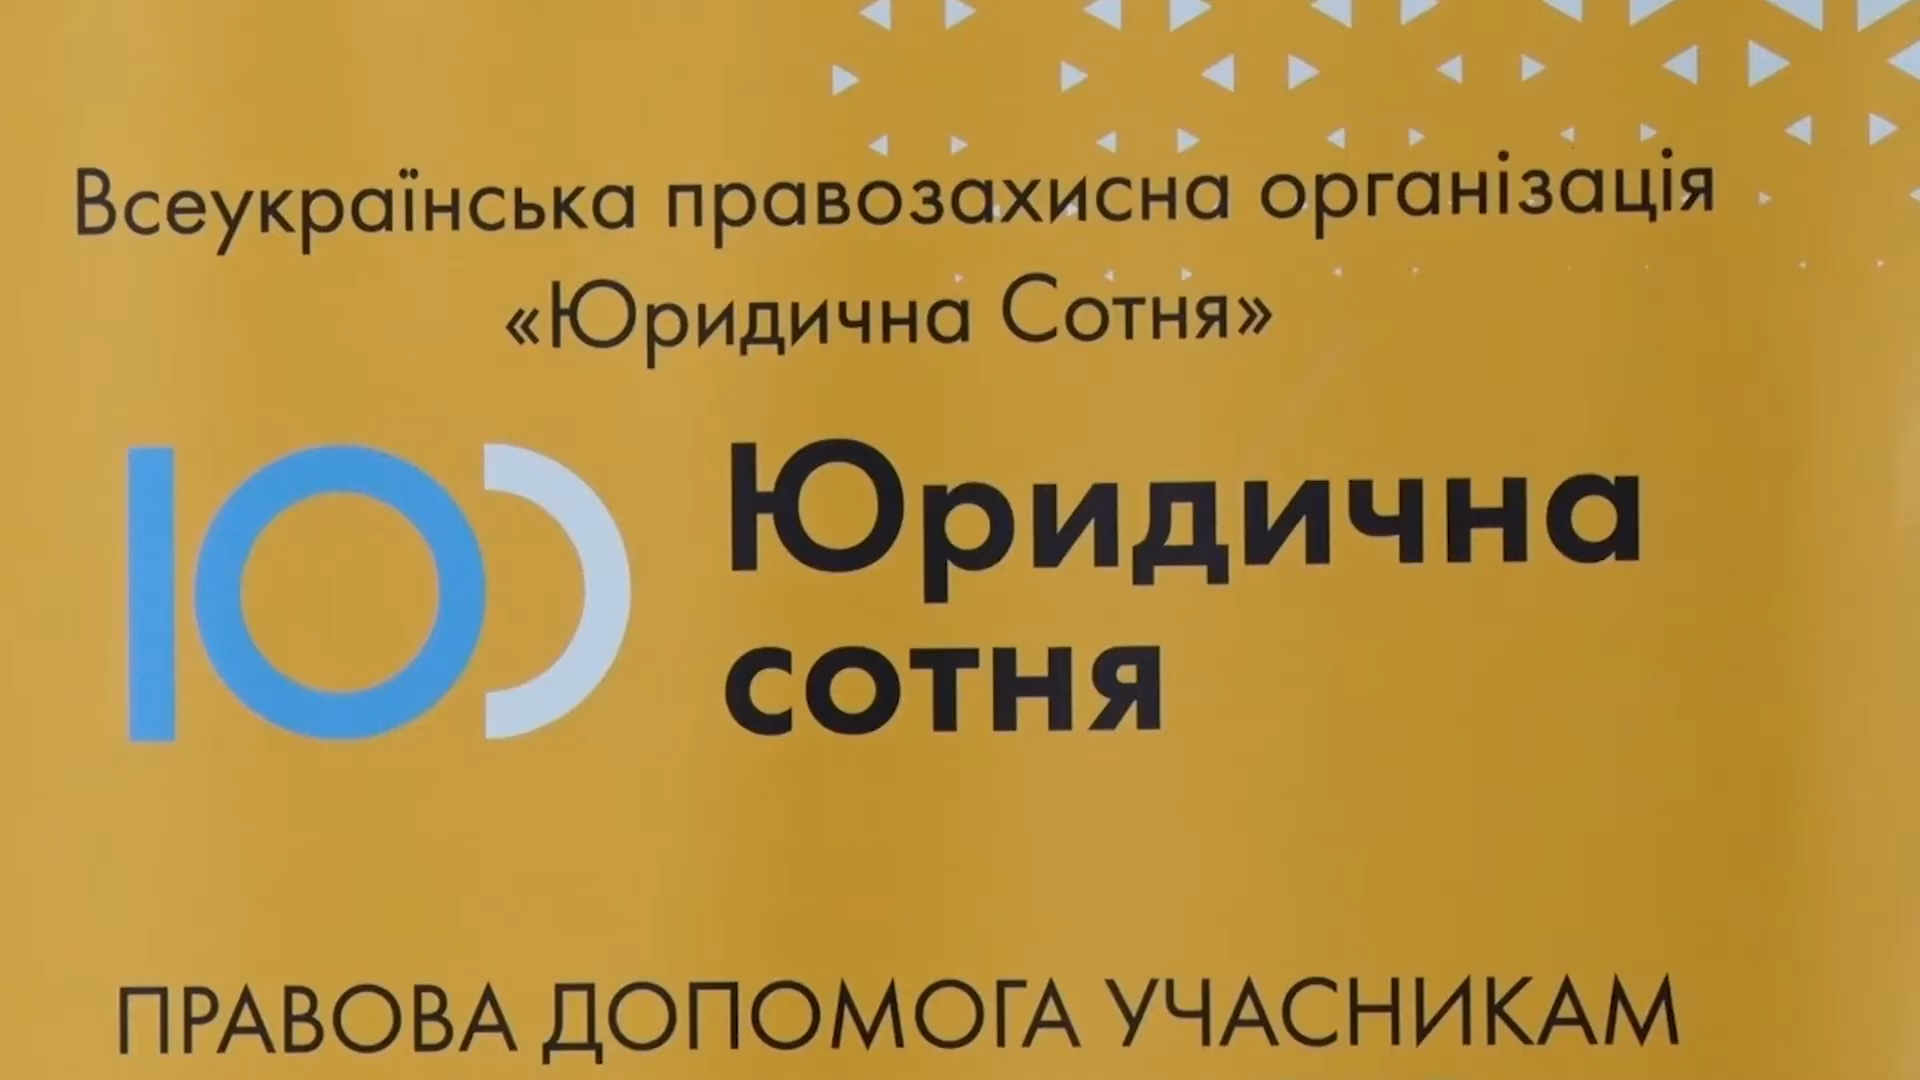 Всеукраїнська правозахисна організація
«Юридична Сотня»
Юридична
сотня
ПРАВОВА ДОПОМОГА УЧАСНИКАМ